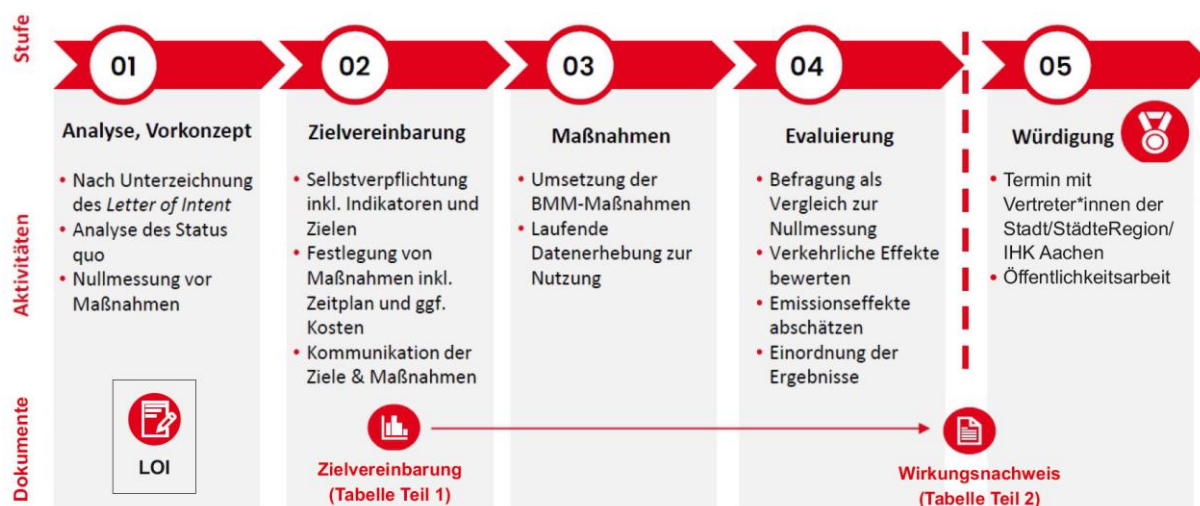 Stufe
01
02
03
04
05
Aktivitäten
Analyse, Vorkonzept
• Nach Unterzeichnung
des Letter of Intent
• Analyse des Status
quo
• Nullmessung vor
Maßnahmen
Zielvereinbarung
• Selbstverpflichtung
inkl. Indikatoren und
Zielen
• Festlegung von
Maßnahmen inkl.
Zeitplan und ggf.
Kosten
• Kommunikation der
Ziele & Maßnahmen
Maßnahmen
• Umsetzung der
BMM-Maßnahmen
• Laufende
Datenerhebung zur
Nutzung
Evaluierung
• Befragung als
Vergleich zur
Nullmessung
• Verkehrliche Effekte
bewerten
• Emissionseffekte
abschätzen
• Einordnung der
Ergebnisse
Würdigung
• Termin mit
Vertreter*innen der
Stadt/StädteRegion/
IHK Aachen
• Öffentlichkeitsarbeit
Dokumente
LOI
Zielvereinbarung
(Tabelle Teil 1)
Wirkungsnachweis
(Tabelle Teil 2)